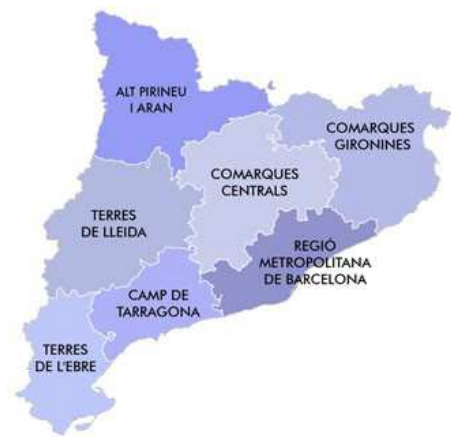 ALT PIRINEU
I ARAN
COMARQUES
GIRONINES
COMARQUES
CENTRALS
TERRES
DE LLEIDA
REGIÓ
METROPOLITANA
DE BARCELONA
CAMP DE
TARRAGONA
TERRES
DE L'EBRE